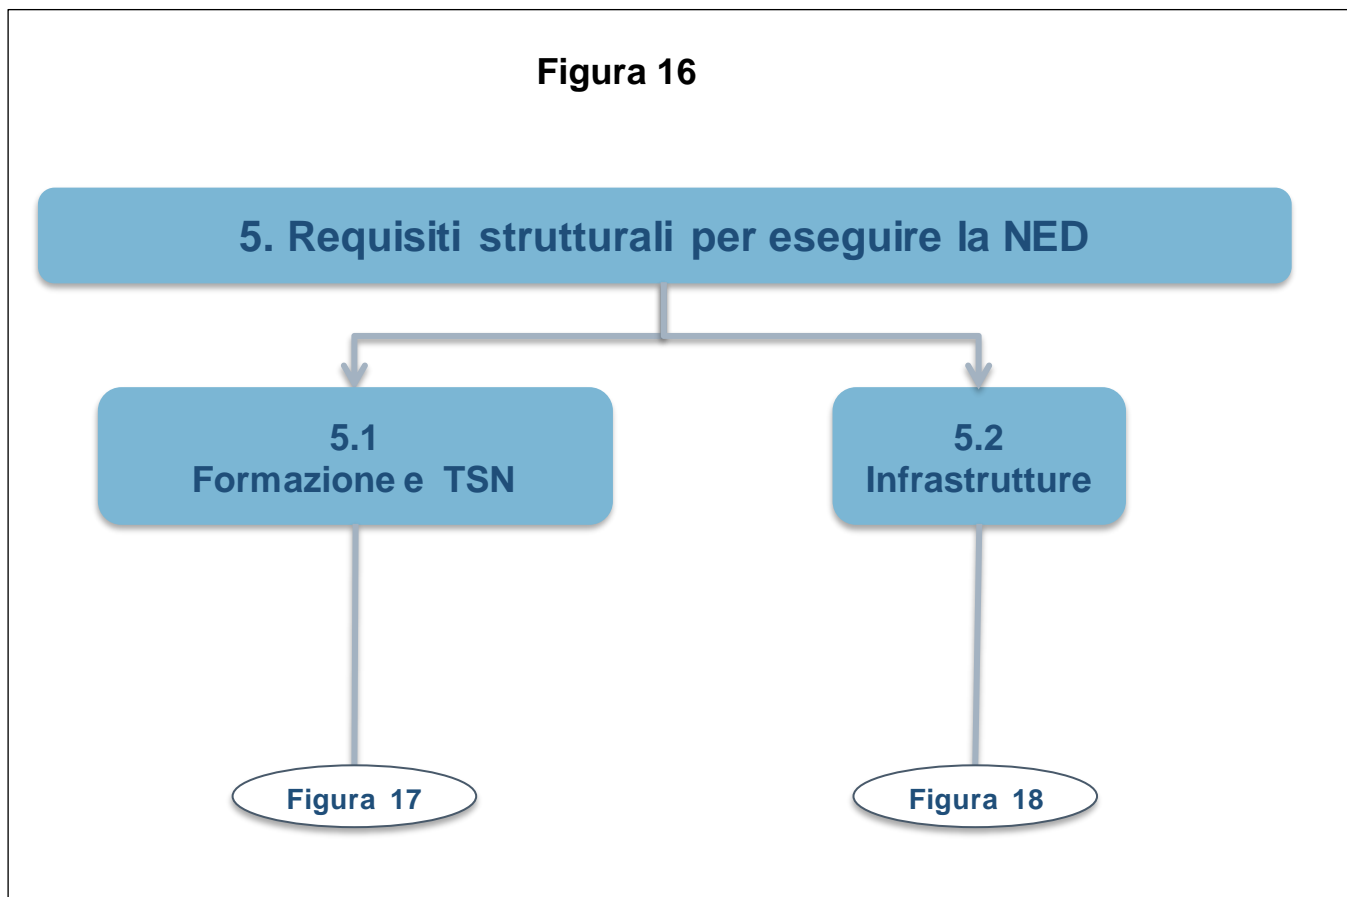 Figura 16
5. Requisiti strutturali per eseguire la NED
5.1
Formazione e TSN
5.2
Infrastrutture
Figura 17
Figura 18